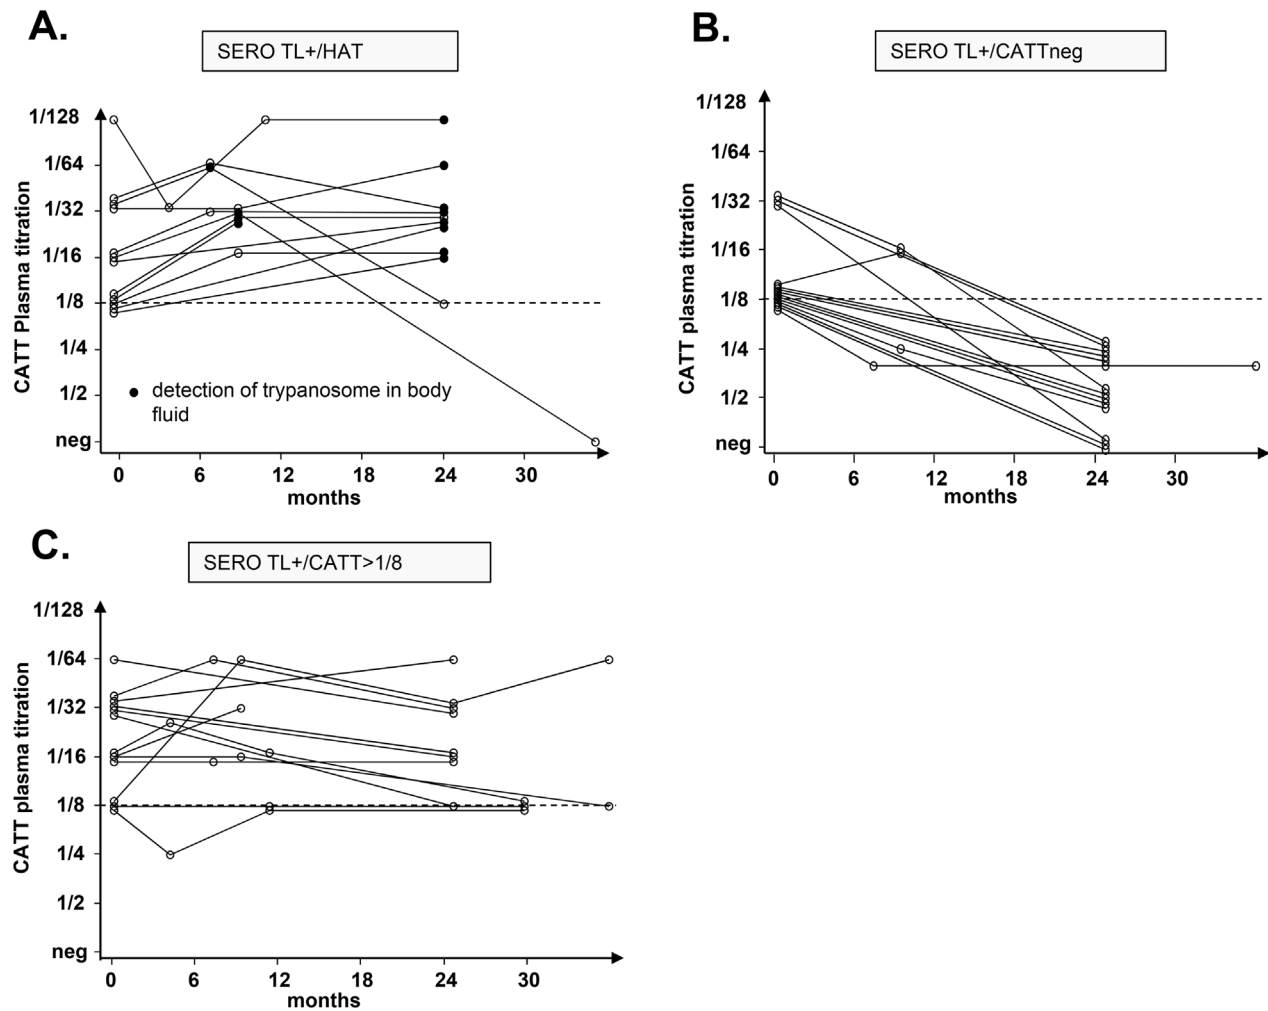 A.
SERO TL+/HAT
CATT Plasma titration
1/128
1/64
1/32
1/16
1/8
1/4
1/2
neg
● detection of trypanosome in body
fluid
0 6 12 18 24 30
months
B.
SERO TL+/CATTneg
CATT plasma titration
1/128
1/64
1/32
1/16
1/8
1/4
1/2
neg
0 6 12 18 24 30
months
C.
SERO TL+/CATT>1/8
CATT plasma titration
1/128
1/64
1/32
1/16
1/8
1/4
1/2
neg
0 6 12 18 24 30
months